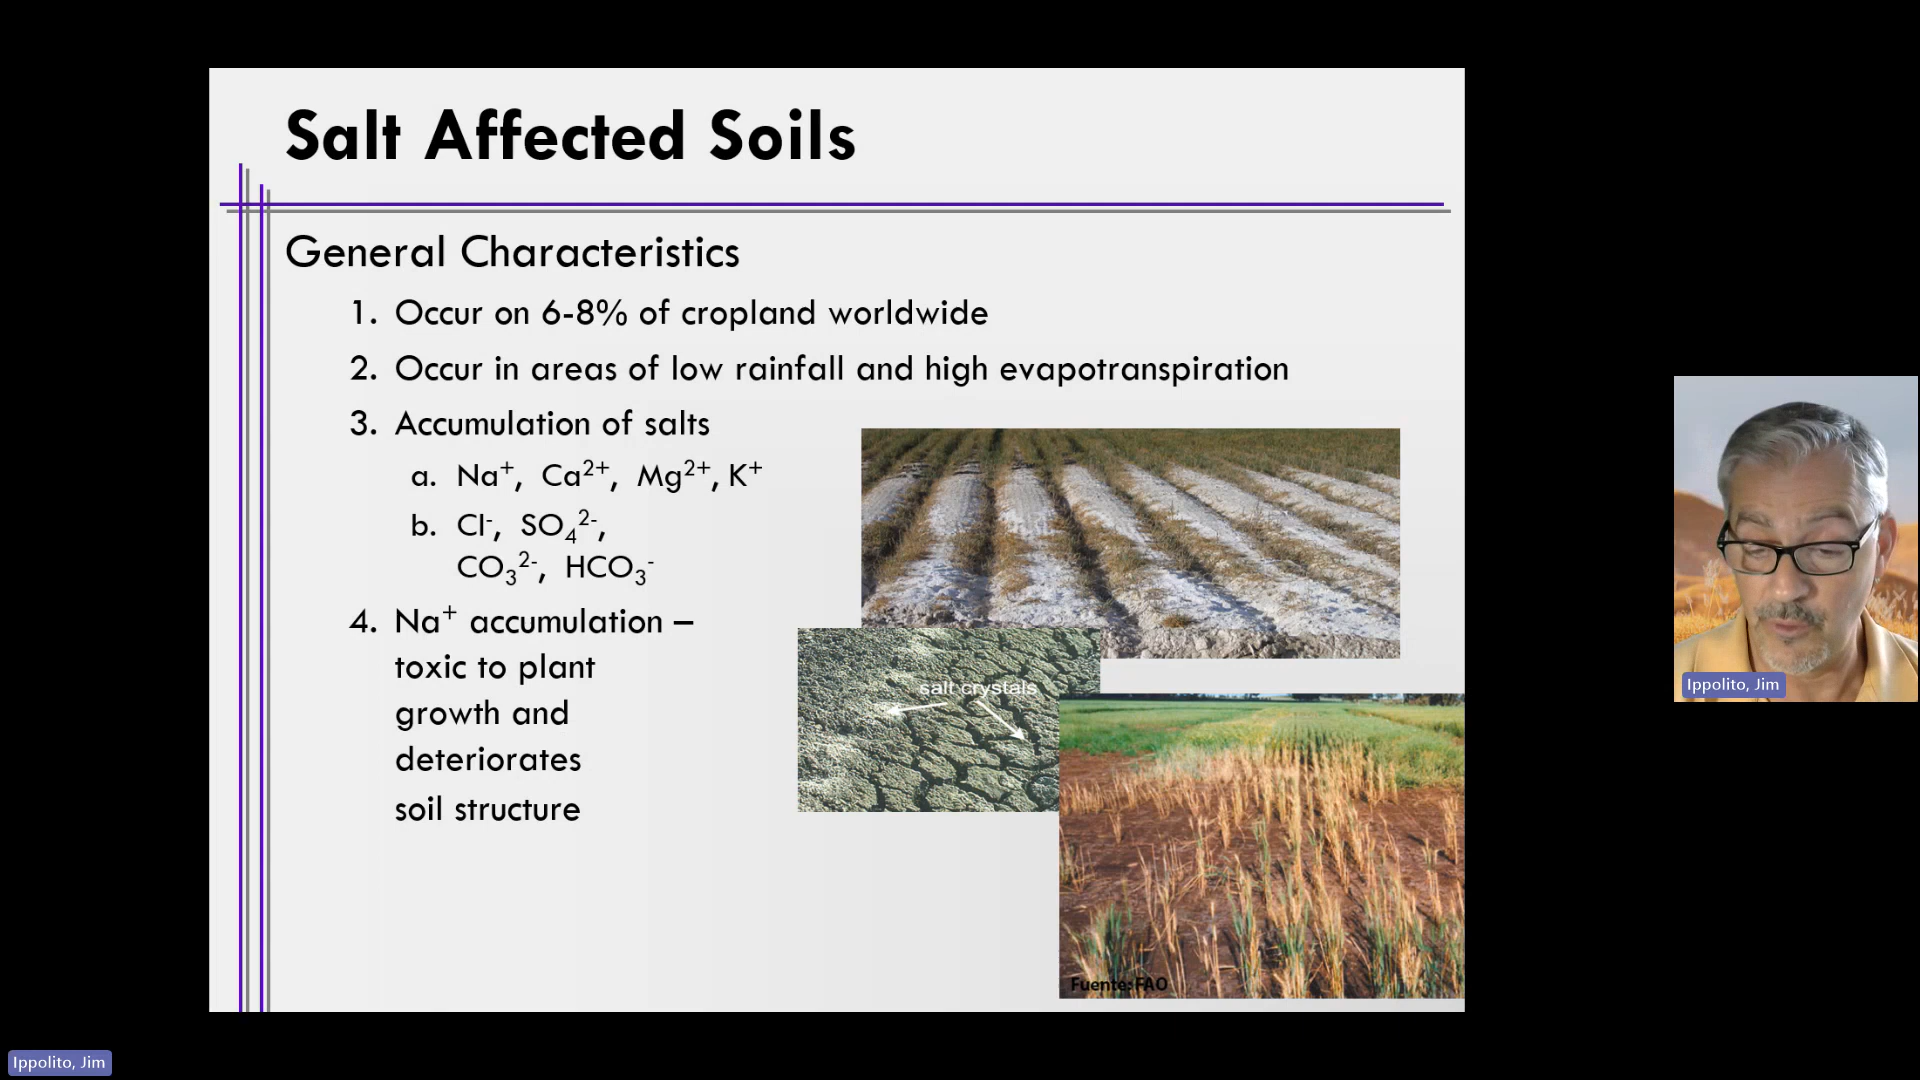 Salt Affected Soils
General Characteristics
1. Occur on 6-8% of cropland worldwide
2. Occur in areas of low rainfall and high evapotranspiration
3. Accumulation of salts
a. Na⁺, Ca²⁺, Mg²⁺, K⁺
b. Cl⁻, SO₄²⁻,
CO₃²⁻, HCO₃⁻
4. Na⁺ accumulation –
toxic to plant
growth and
deteriorates
soil structure
salt crystals
Fuente: FAO
Ippolito, Jim
Ippolito, Jim